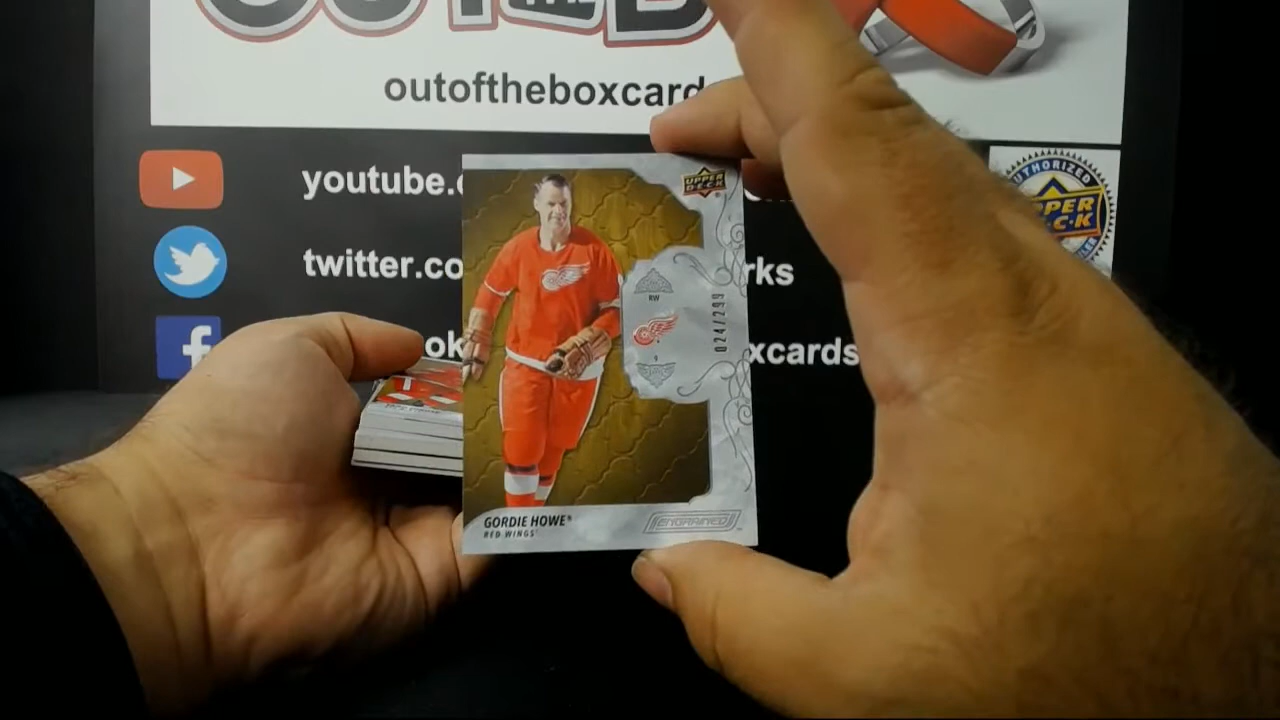 outoftheboxcard
youtube.c
twitter.co
rks
ok
xcards
AUTHORIZED
UPPER
DECK
UPPER
DECK
RW
9
024/299
GORDIE HOWE®
RED WINGS
ENGRAINED